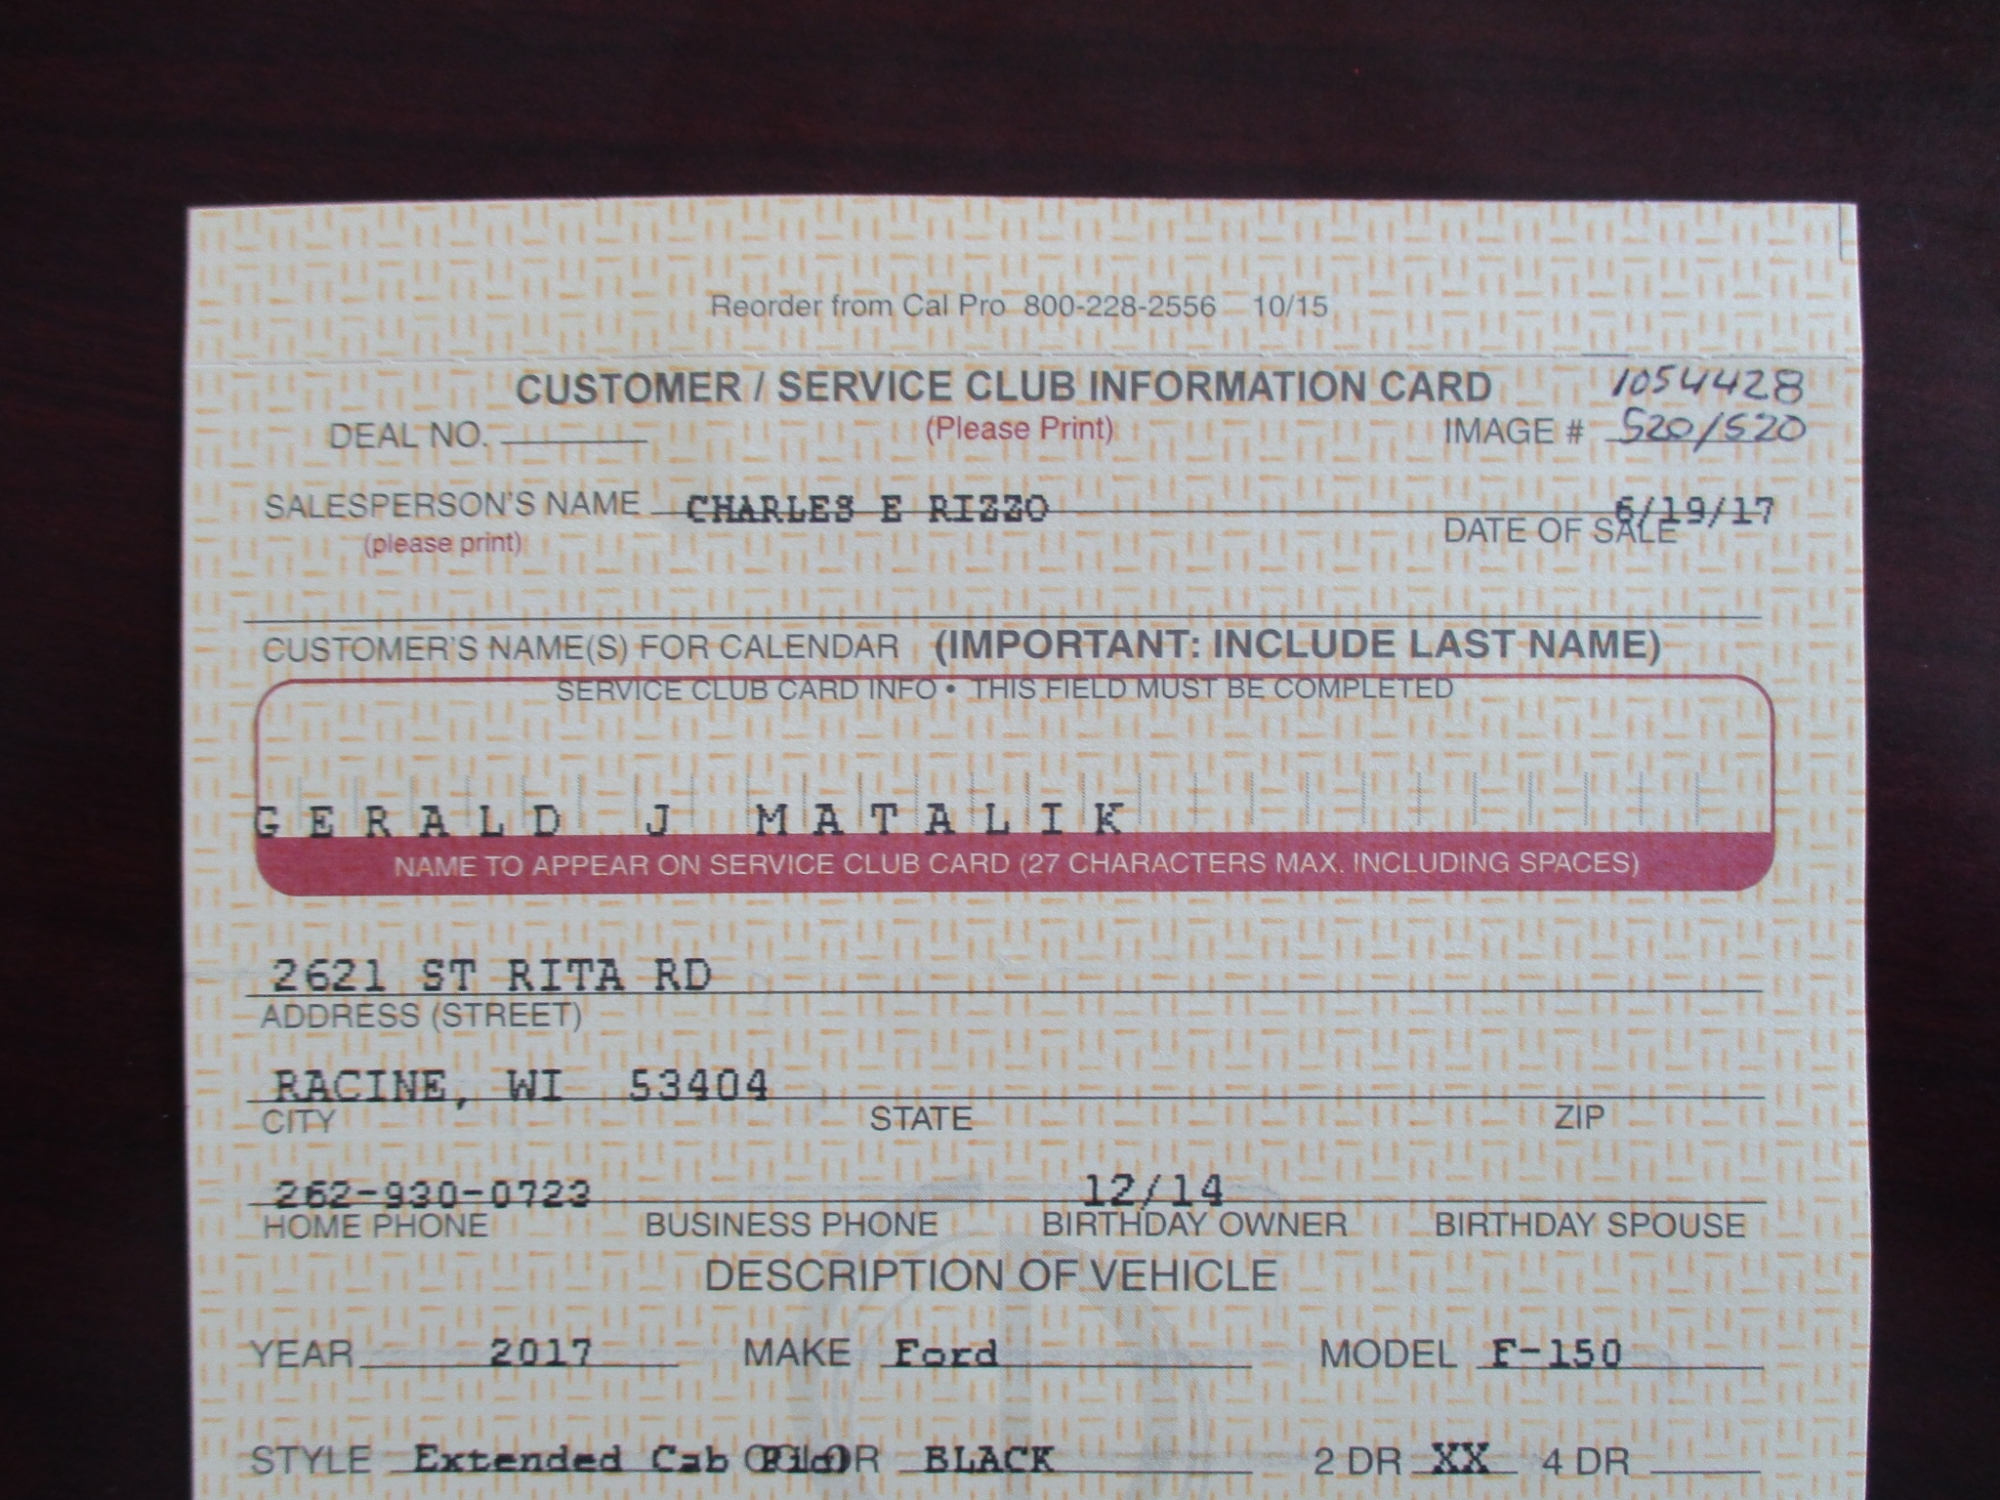 Reorder from Cal Pro 800-228-2556 10/15
CUSTOMER / SERVICE CLUB INFORMATION CARD 1054428
DEAL NO. (Please Print) IMAGE # 520/520
SALESPERSON'S NAME CHARLES E RIZZO 6/19/17
(please print) DATE OF SALE
CUSTOMER'S NAME(S) FOR CALENDAR (IMPORTANT: INCLUDE LAST NAME)
SERVICE CLUB CARD INFO • THIS FIELD MUST BE COMPLETED
GERALD J MATALIK
NAME TO APPEAR ON SERVICE CLUB CARD (27 CHARACTERS MAX. INCLUDING SPACES)
2621 ST RITA RD
ADDRESS (STREET)
RACINE, WI 53404
CITY STATE ZIP
262-930-0723 12/14
HOME PHONE BUSINESS PHONE BIRTHDAY OWNER BIRTHDAY SPOUSE
DESCRIPTION OF VEHICLE
YEAR 2017 MAKE Ford MODEL F-150
STYLE Extended Cab COLOR BLACK 2 DR XX 4 DR